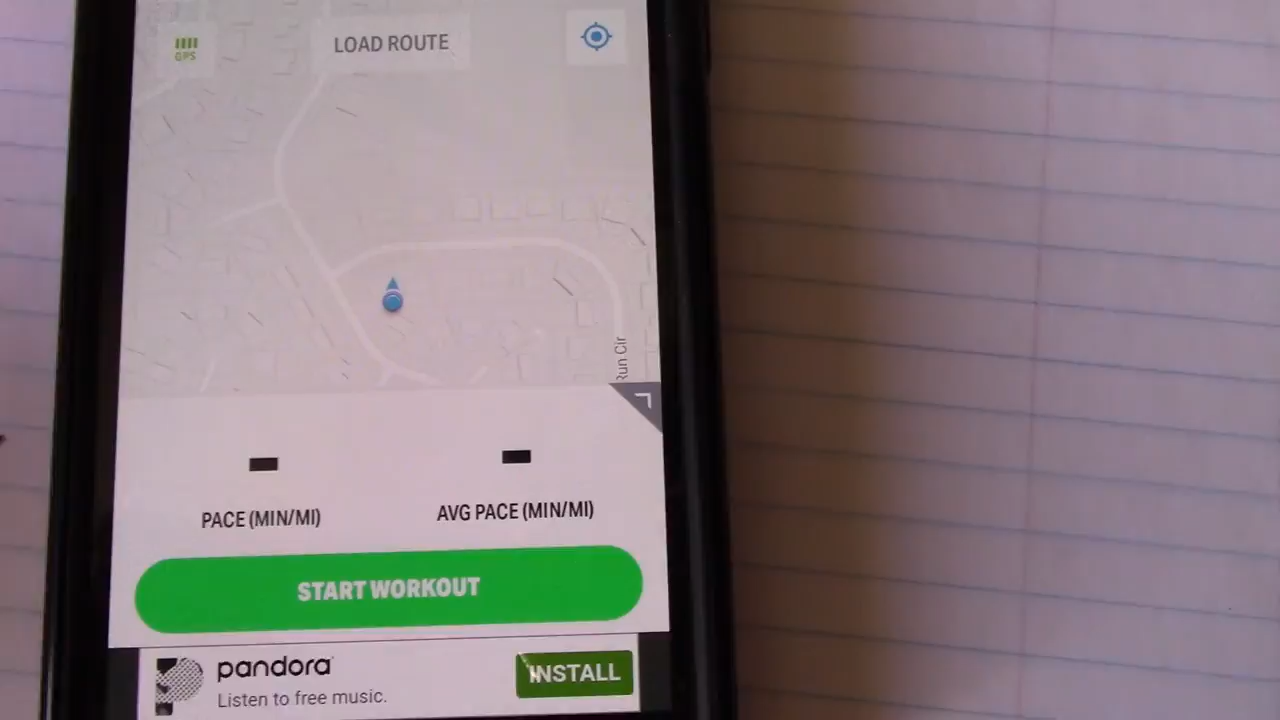 GPS
LOAD ROUTE
Run Cir
PACE (MIN/MI)
AVG PACE (MIN/MI)
START WORKOUT
pandora
Listen to free music.
INSTALL